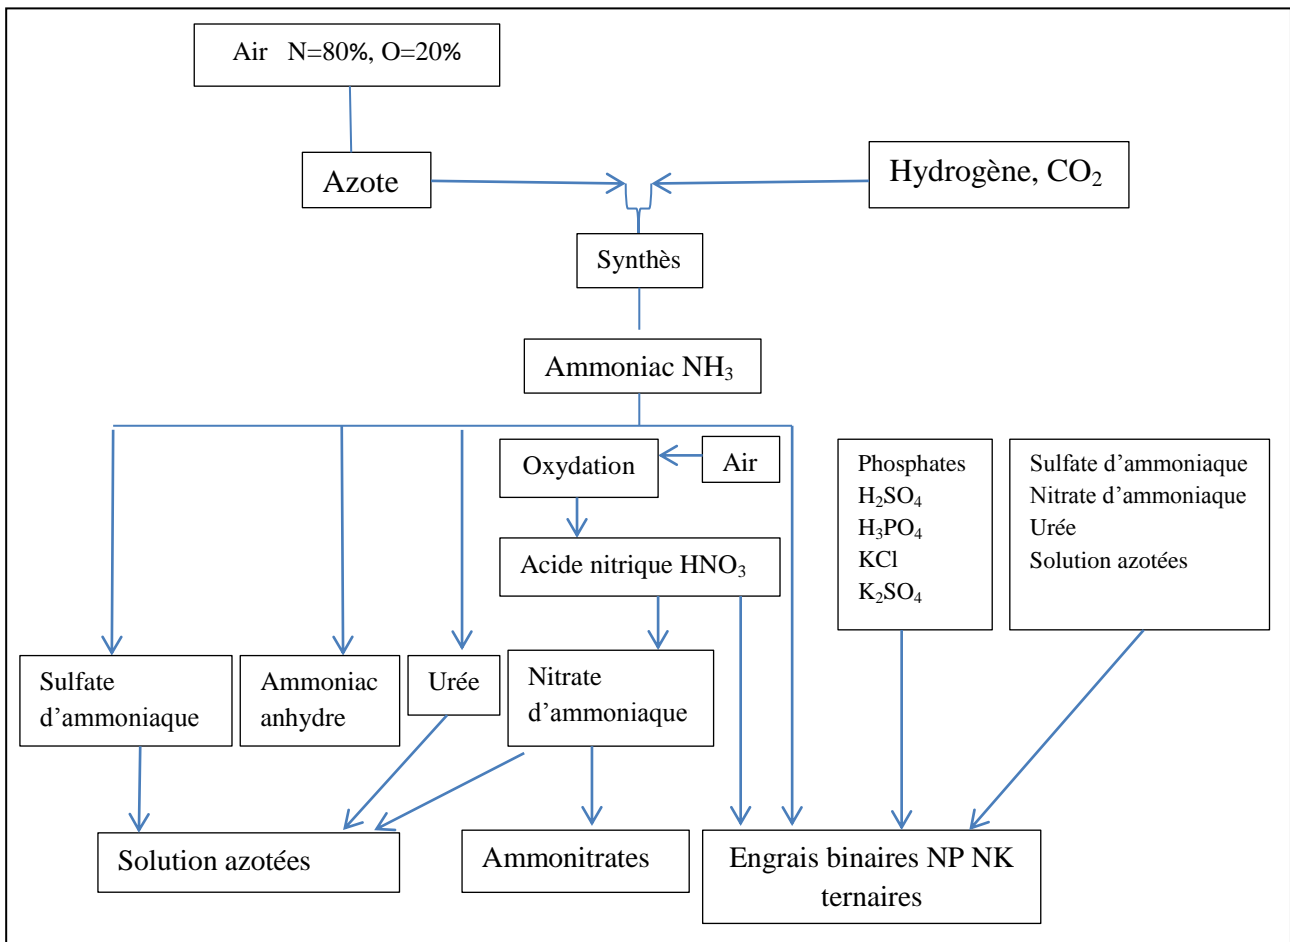 Air N=80%, O=20%
Azote
Hydrogène, CO₂
Synthès
Ammoniac NH₃
Oxydation
Air
Acide nitrique HNO₃
Phosphates
H₂SO₄
H₃PO₄
KCl
K₂SO₄
Sulfate d’ammoniaque
Nitrate d’ammoniaque
Urée
Solution azotées
Sulfate
d’ammoniaque
Ammoniac
anhydre
Urée
Nitrate
d’ammoniaque
Solution azotées
Ammonitrates
Engrais binaires NP NK
ternaires